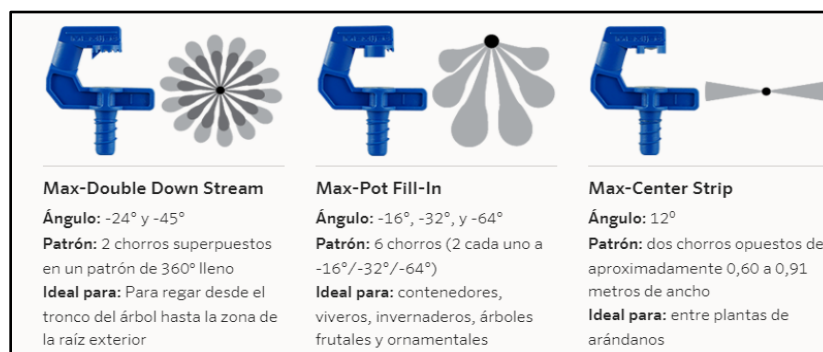 Max-Double Down Stream
Ángulo: -24° y -45°
Patrón: 2 chorros superpuestos
en un patrón de 360° lleno
Ideal para: Para regar desde el
tronco del árbol hasta la zona de
la raíz exterior
Max-Pot Fill-In
Ángulo: -16°, -32°, y -64°
Patrón: 6 chorros (2 cada uno a
-16°/-32°/-64°)
Ideal para: contenedores,
viveros, invernaderos, árboles
frutales y ornamentales
Max-Center Strip
Ángulo: 12⁰
Patrón: dos chorros opuestos de
aproximadamente 0,60 a 0,91
metros de ancho
Ideal para: entre plantas de
arándanos